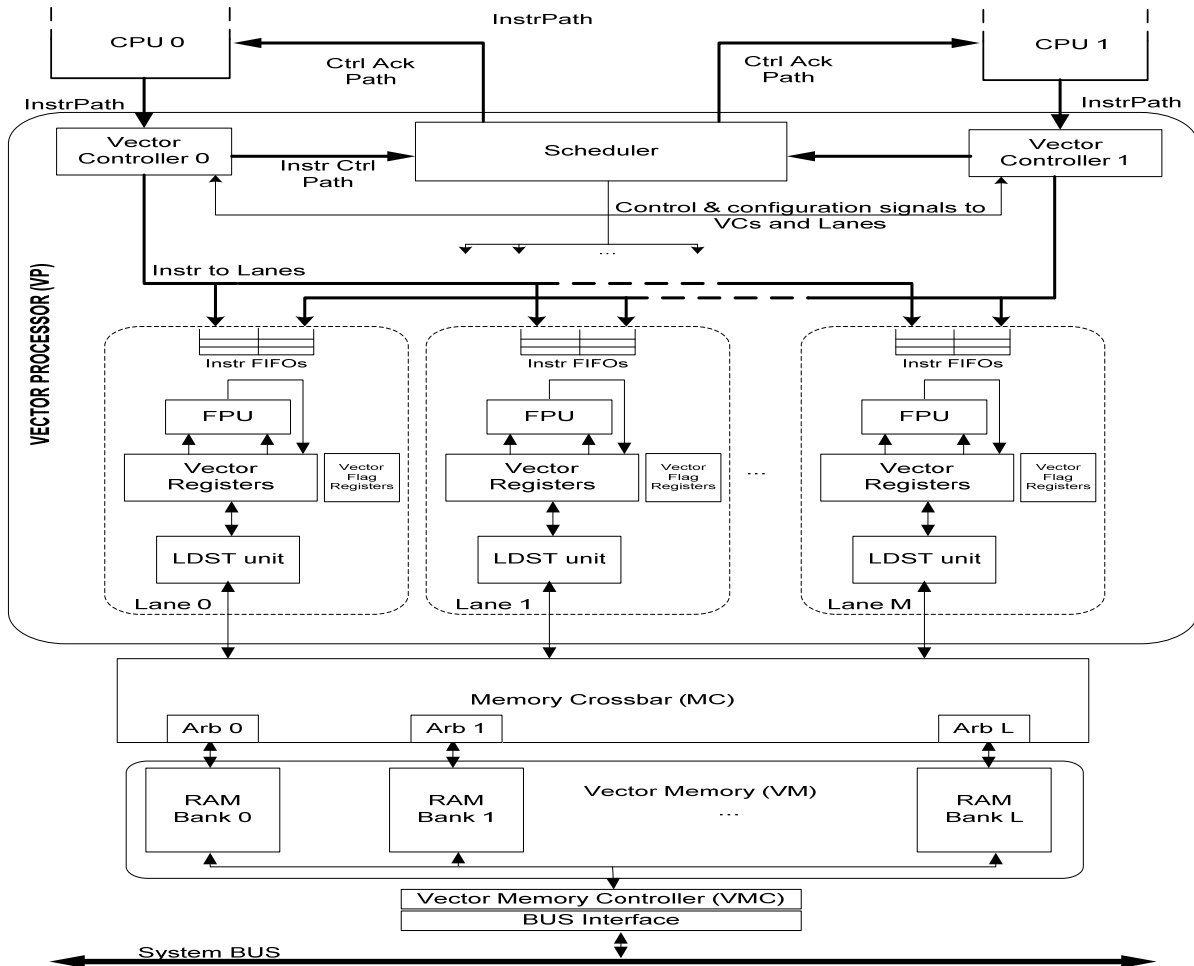 InstrPath
CPU 0
CPU 1
Ctrl Ack
Path
Ctrl Ack
Path
InstrPath
InstrPath
Vector
Controller 0
Scheduler
Vector
Controller 1
Instr Ctrl
Path
Control & configuration signals to
VCs and Lanes
...
Instr to Lanes
VECTOR PROCESSOR (VP)
Instr FIFOs
Instr FIFOs
Instr FIFOs
FPU
FPU
FPU
Vector
Registers
Vector
Flag
Registers
Vector
Registers
Vector
Flag
Registers
...
Vector
Registers
Vector
Flag
Registers
LDST unit
LDST unit
LDST unit
Lane 0
Lane 1
Lane M
Memory Crossbar (MC)
Arb 0
Arb 1
Arb L
RAM
Bank 0
RAM
Bank 1
Vector Memory (VM)
...
RAM
Bank L
Vector Memory Controller (VMC)
BUS Interface
System BUS